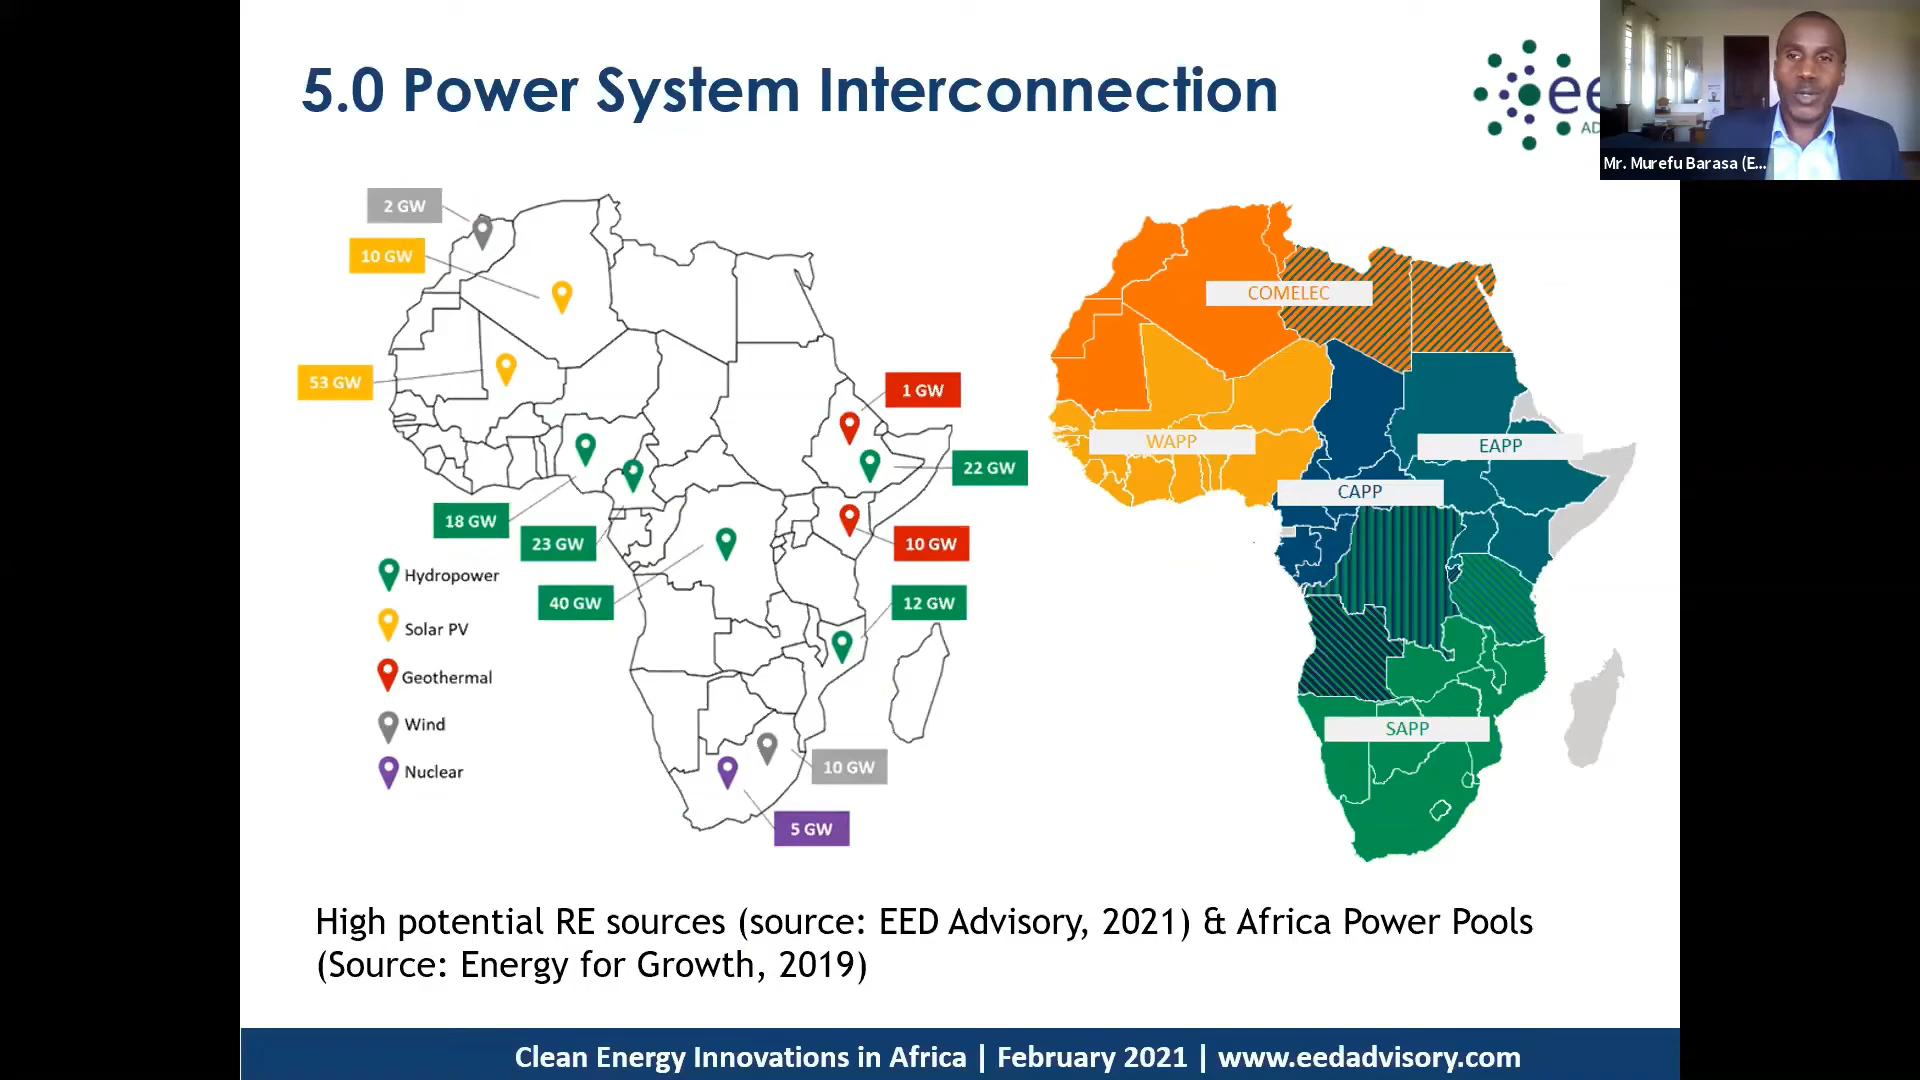 5.0 Power System Interconnection
Mr. Murefu Barasa (E...
2 GW
10 GW
53 GW
1 GW
22 GW
18 GW
23 GW
10 GW
40 GW
12 GW
10 GW
5 GW
Hydropower
Solar PV
Geothermal
Wind
Nuclear
COMELEC
WAPP
EAPP
CAPP
SAPP
High potential RE sources (source: EED Advisory, 2021) & Africa Power Pools
(Source: Energy for Growth, 2019)
Clean Energy Innovations in Africa | February 2021 | www.eedadvisory.com